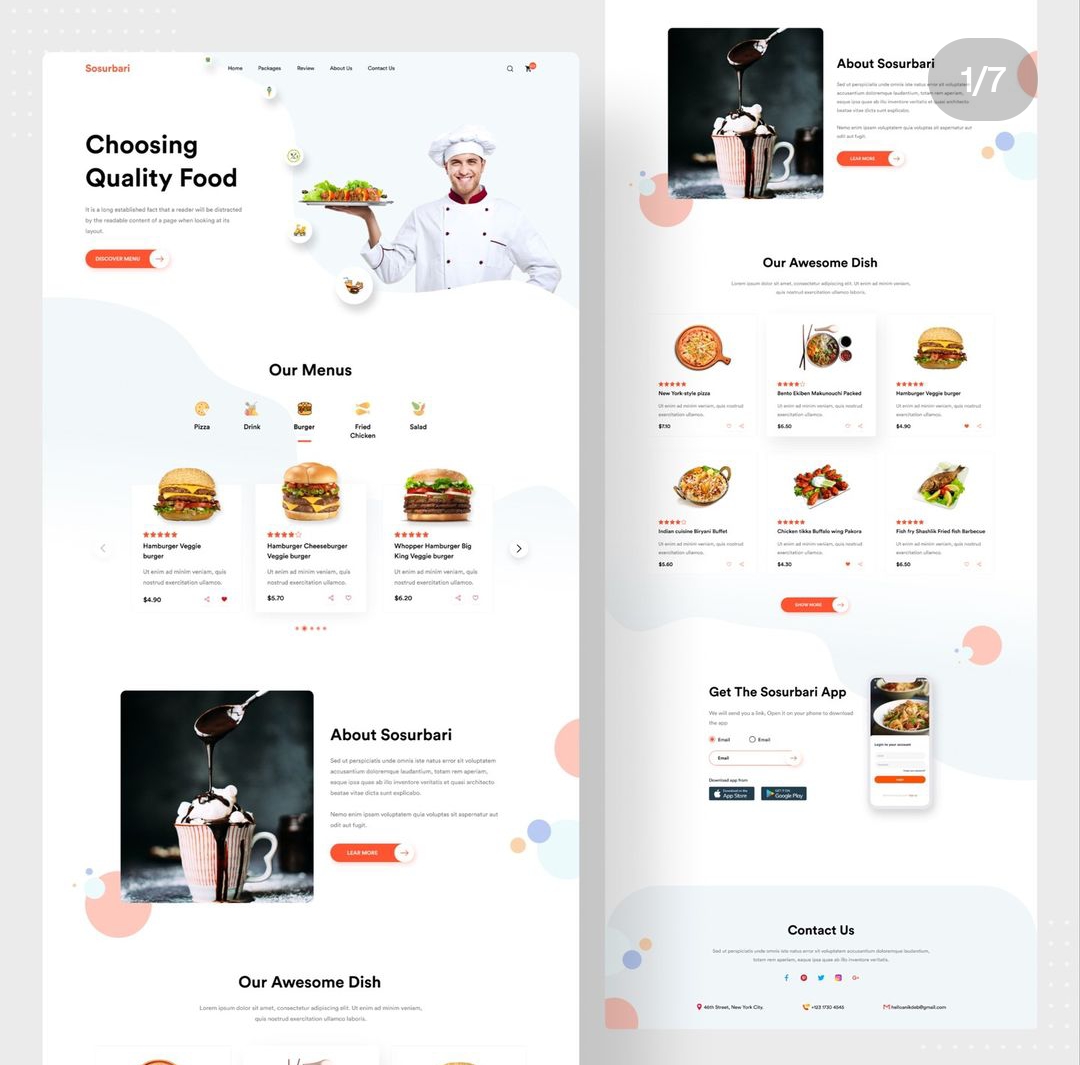 Sosurbari
Home
Packages
Review
About Us
Contact Us
Choosing
Quality Food
It is a long established fact that a reader will be distracted
by the readable content of a page when looking at its
layout.
DISCOVER MENU
Our Menus
Pizza
Drink
Burger
Fried
Chicken
Salad
Hamburger Veggie
burger
Ut enim ad minim veniam, quis
nostrud exercitation ullamco.
$4.90
Hamburger Cheeseburger
Veggie burger
Ut enim ad minim veniam, quis
nostrud exercitation ullamco.
$5.70
Whopper Hamburger Big
King Veggie burger
Ut enim ad minim veniam, quis
nostrud exercitation ullamco.
$6.20
About Sosurbari
Sed ut perspiciatis unde omnis iste natus error sit voluptatem
accusantium doloremque laudantium, totam rem aperiam,
eaque ipsa quae ab illo inventore veritatis et quasi architecto
beatae vitae dicta sunt explicabo.
Nemo enim ipsam voluptatem quia voluptas sit aspernatur aut
odit aut fugit.
LEAR MORE
Our Awesome Dish
Lorem ipsum dolor sit amet, consectetur adipiscing elit. Ut enim ad minim veniam,
quis nostrud exercitation ullamco laboris.
1/7
About Sosurbari
Sed ut perspiciatis unde omnis iste natus error sit voluptatem
accusantium doloremque laudantium, totam rem aperiam,
eaque ipsa quae ab illo inventore veritatis et quasi architecto
beatae vitae dicta sunt explicabo.
Nemo enim ipsam voluptatem quia voluptas sit aspernatur aut
odit aut fugit.
LEAR MORE
Our Awesome Dish
Lorem ipsum dolor sit amet, consectetur adipiscing elit. Ut enim ad minim veniam,
quis nostrud exercitation ullamco laboris.
New York-style pizza
Ut enim ad minim veniam, quis nostrud
exercitation ullamco.
$7.10
Bento Ekiben Makunouchi Packed
Ut enim ad minim veniam, quis nostrud
exercitation ullamco.
$6.50
Hamburger Veggie burger
Ut enim ad minim veniam, quis nostrud
exercitation ullamco.
$4.90
Indian cuisine Biryani Buffet
Ut enim ad minim veniam, quis nostrud
exercitation ullamco.
$5.60
Chicken tikka Buffalo wing Pakora
Ut enim ad minim veniam, quis nostrud
exercitation ullamco.
$4.30
Fish fry Shashlik Fried fish Barbecue
Ut enim ad minim veniam, quis nostrud
exercitation ullamco.
$6.50
SHOW MORE
Get The Sosurbari App
We will send you a link, Open it on your phone to download
the app
Email
Email
Email
Download app from
Download on the
App Store
GET IT ON
Google Play
Login to your account
Contact Us
Sed ut perspiciatis unde omnis iste natus error sit voluptatem accusantium doloremque laudantium,
totam rem aperiam, eaque ipsa quae ab illo inventore veritatis.
46th Street, New York City.
+123 1730 4545
helloanikdeb@gmail.com